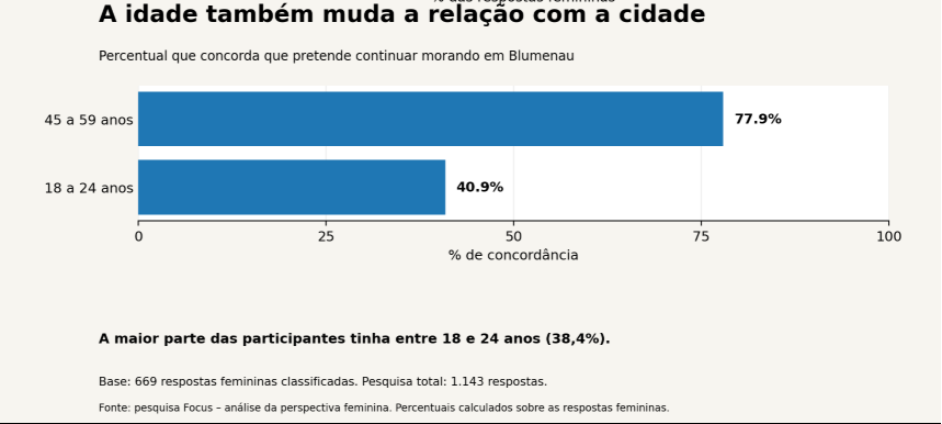 % das respostas femininas
A idade também muda a relação com a cidade
Percentual que concorda que pretende continuar morando em Blumenau
45 a 59 anos
77.9%
18 a 24 anos
40.9%
0 25 50 75 100
% de concordância
A maior parte das participantes tinha entre 18 e 24 anos (38,4%).
Base: 669 respostas femininas classificadas. Pesquisa total: 1.143 respostas.
Fonte: pesquisa Focus – análise da perspectiva feminina. Percentuais calculados sobre as respostas femininas.